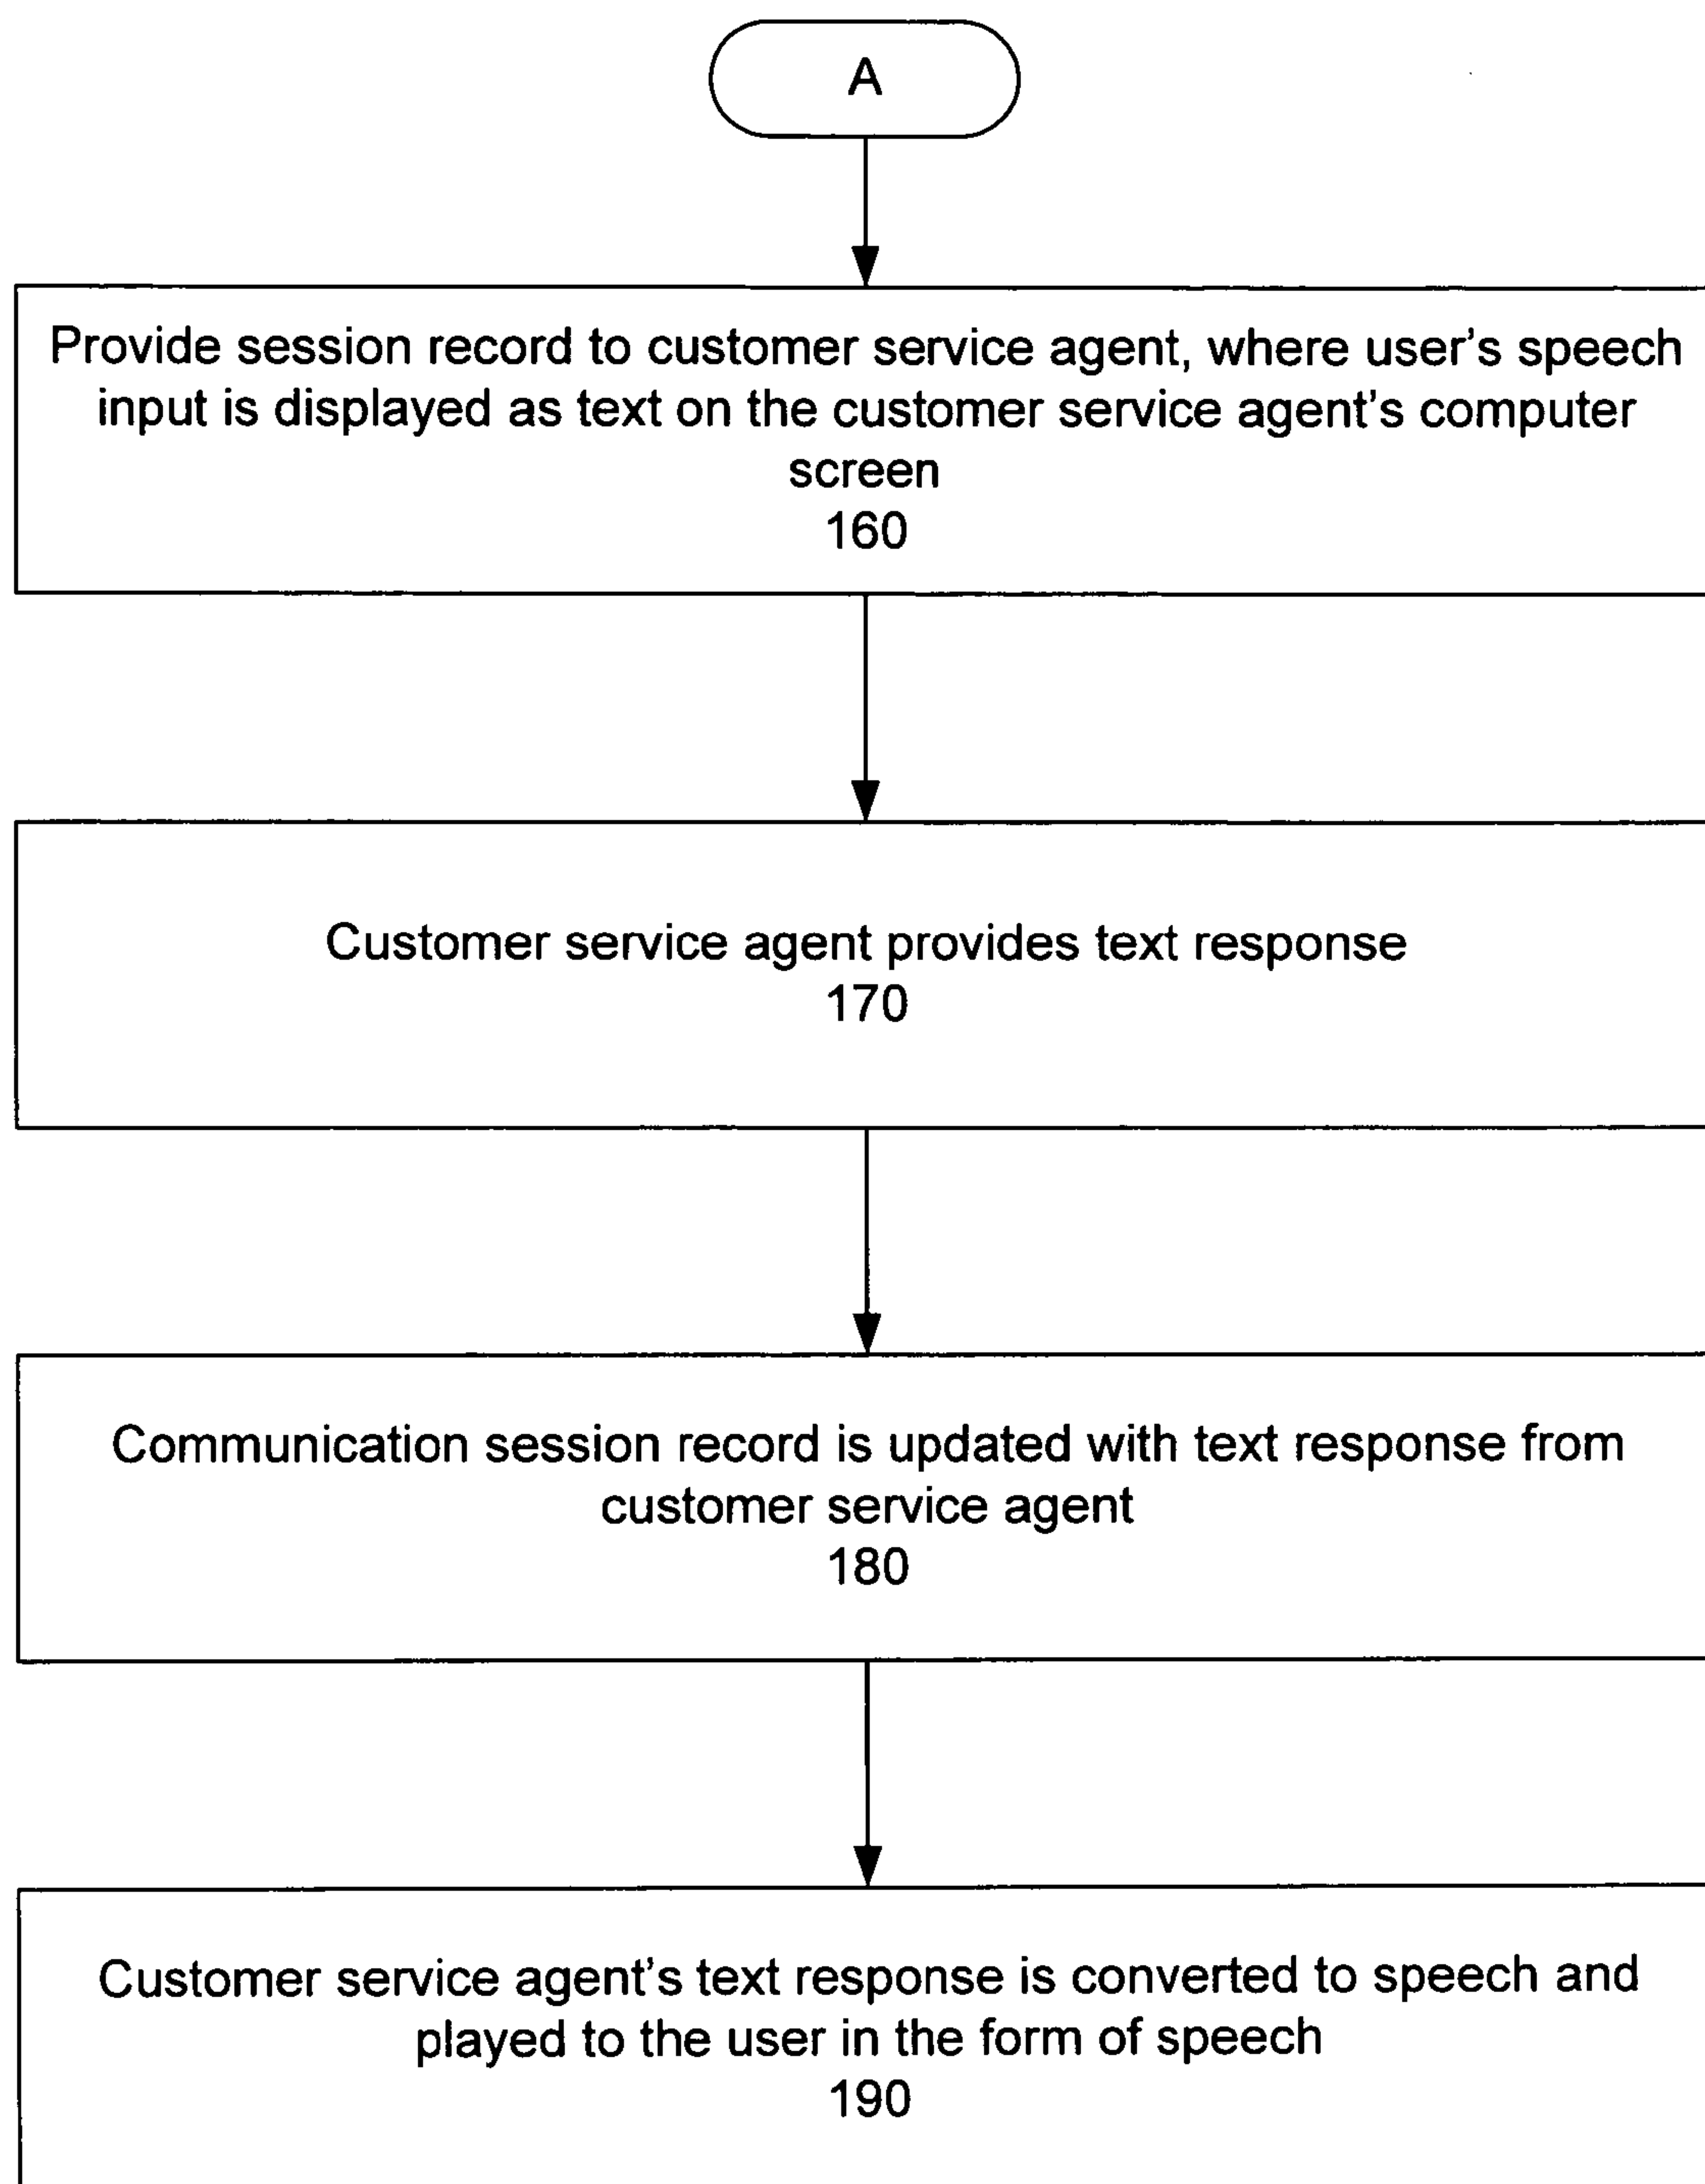 A
Provide session record to customer service agent, where user's speech
input is displayed as text on the customer service agent's computer
screen
160
Customer service agent provides text response
170
Communication session record is updated with text response from
customer service agent
180
Customer service agent's text response is converted to speech and
played to the user in the form of speech
190